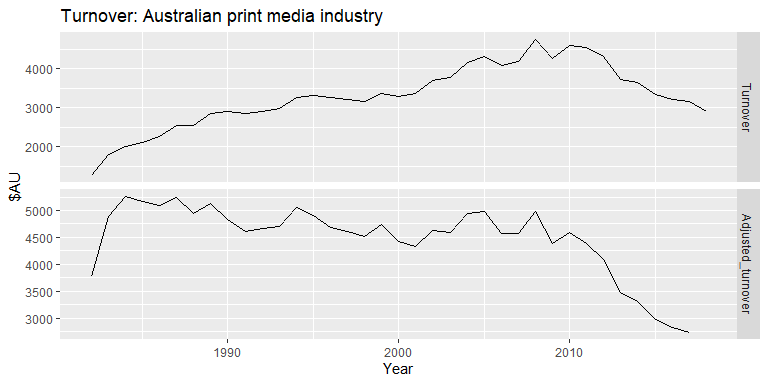 Turnover: Australian print media industry
4000
3000
2000
Turnover
$AU
5000
4500
4000
3500
3000
Adjusted_turnover
1990
2000
2010
Year